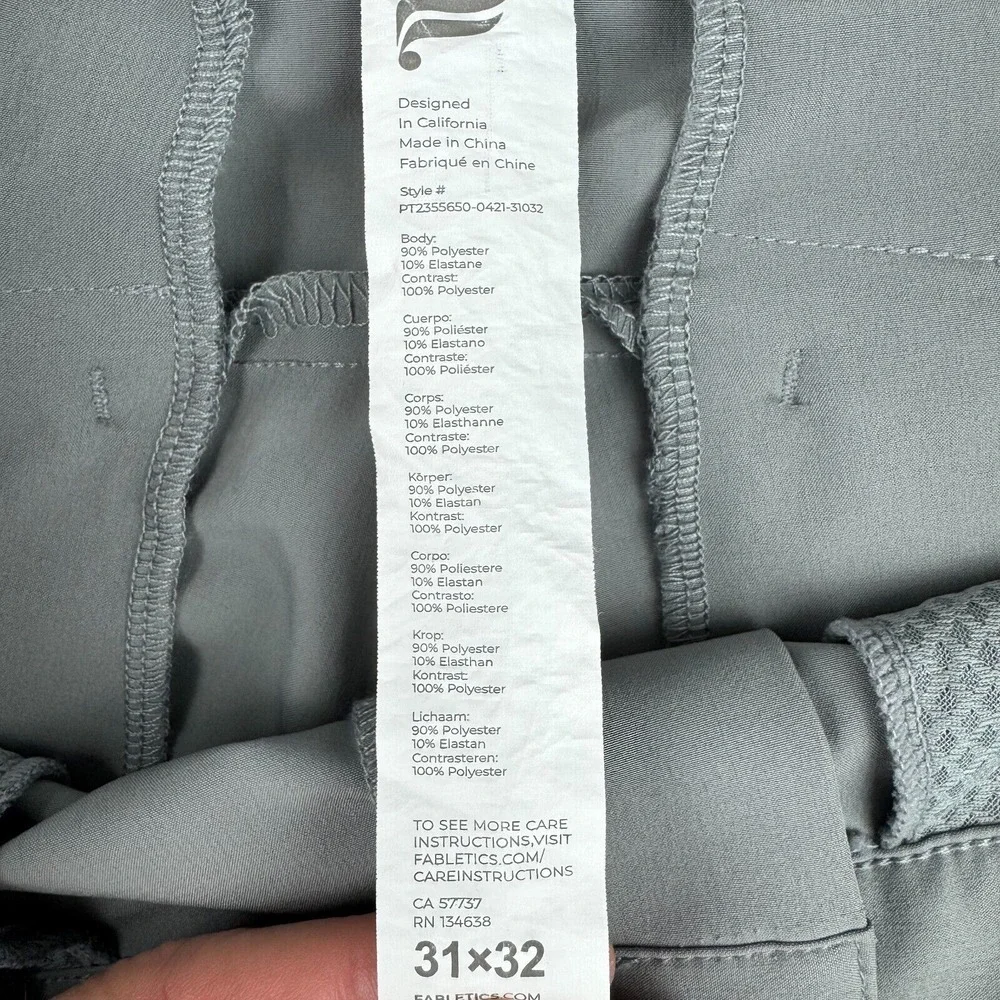 Designed
In California
Made in China
Fabriqué en Chine
Style #
PT2355650-0421-31032
Body:
90% Polyester
10% Elastane
Contrast:
100% Polyester
Cuerpo:
90% Poliéster
10% Elastano
Contraste:
100% Poliéster
Corps:
90% Polyester
10% Elasthanne
Contraste:
100% Polyester
Körper:
90% Polyester
10% Elastan
Kontrast:
100% Polyester
Corpo:
90% Poliestere
10% Elastan
Contrasto:
100% Poliestere
Krop:
90% Polyester
10% Elasthan
Kontrast:
100% Polyester
Lichaam:
90% Polyester
10% Elastan
Contrasteren:
100% Polyester
TO SEE MORE CARE
INSTRUCTIONS,VISIT
FABLETICS.COM/
CAREINSTRUCTIONS
CA 57737
RN 134638
31×32
FABLETICS.COM